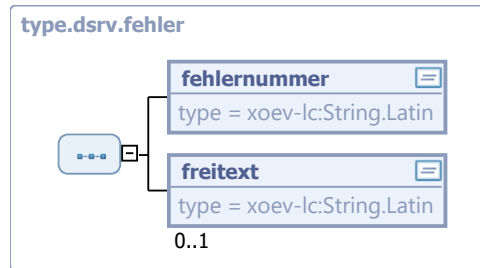 type.dsrv.fehler
fehlernummer
type = xoev-lc:String.Latin
freitext
type = xoev-lc:String.Latin
0..1